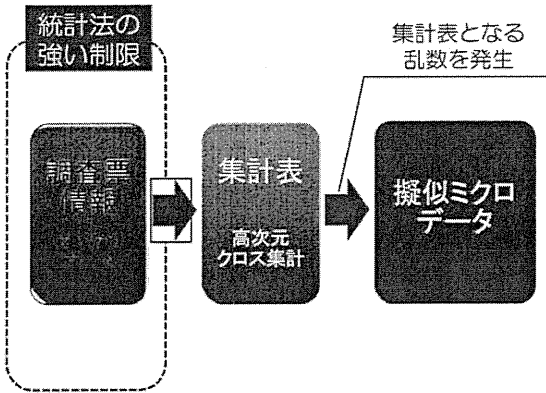 統計法の
強い制限
集計表となる
乱数を発生
調査票
情報
集計表
高次元
クロス集計
擬似ミクロ
データ